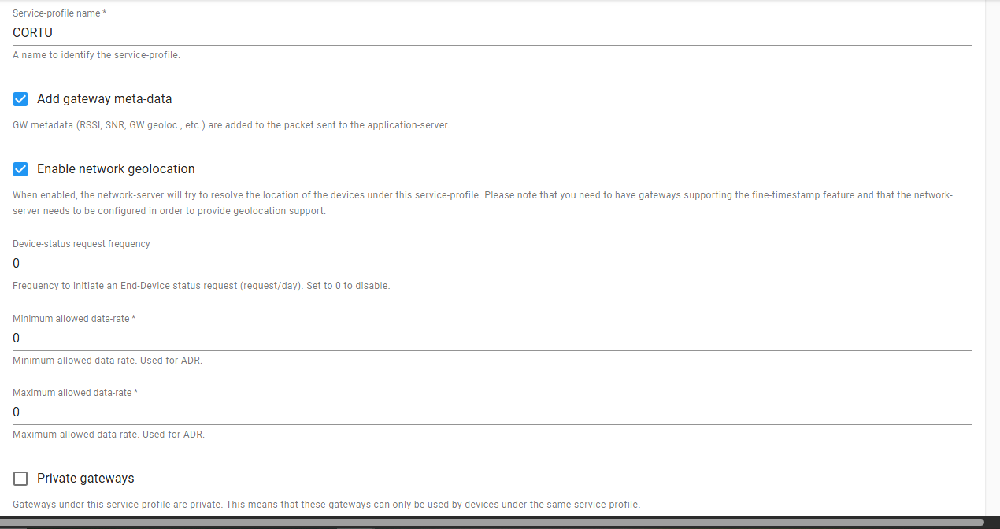 Service-profile name *
CORTU
A name to identify the service-profile.
Add gateway meta-data
GW metadata (RSSI, SNR, GW geoloc., etc.) are added to the packet sent to the application-server.
Enable network geolocation
When enabled, the network-server will try to resolve the location of the devices under this service-profile. Please note that you need to have gateways supporting the fine-timestamp feature and that the network-
server needs to be configured in order to provide geolocation support.
Device-status request frequency
0
Frequency to initiate an End-Device status request (request/day). Set to 0 to disable.
Minimum allowed data-rate *
0
Minimum allowed data rate. Used for ADR.
Maximum allowed data-rate *
0
Maximum allowed data rate. Used for ADR.
Private gateways
Gateways under this service-profile are private. This means that these gateways can only be used by devices under the same service-profile.